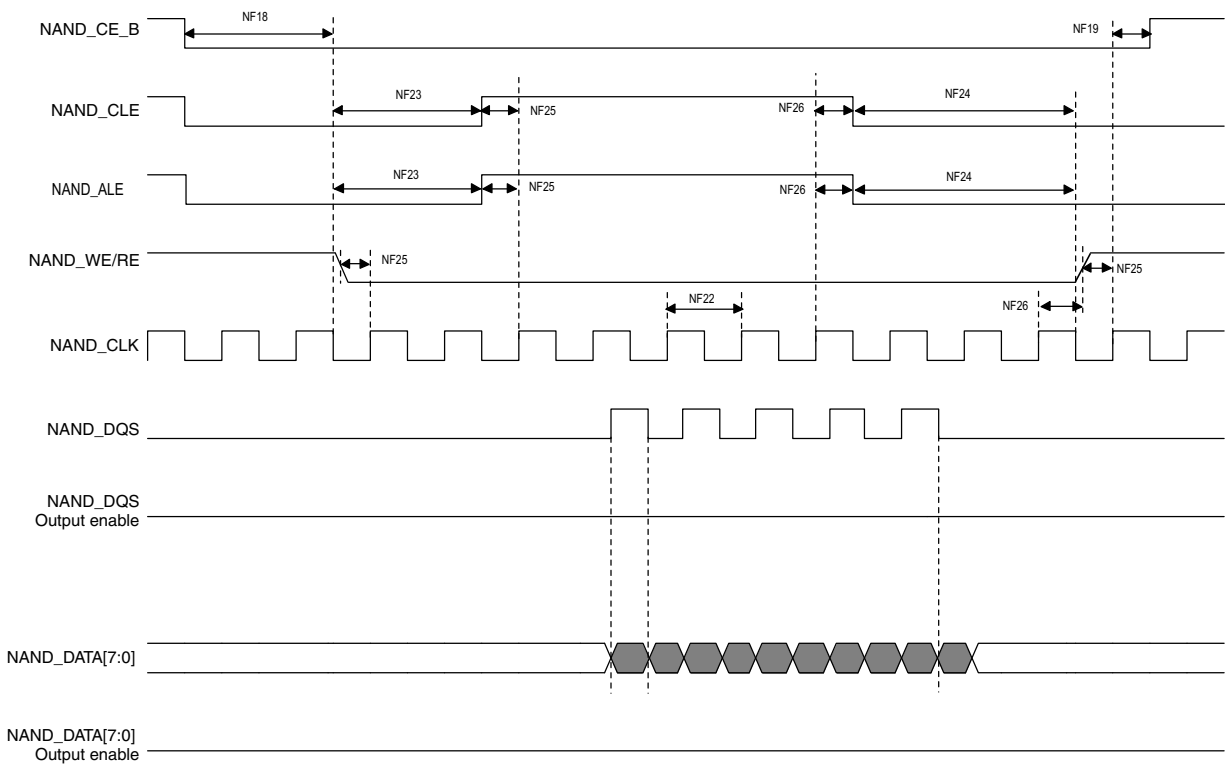 NF18
NAND_CE_B
NF19
NF23
NF25
NF26
NF24
NAND_CLE
NF23
NF25
NF26
NF24
NAND_ALE
NAND_WE/RE
NF25
NF25
NF22
NF26
NAND_CLK
NAND_DQS
NAND_DQS
Output enable
NAND_DATA[7:0]
NAND_DATA[7:0]
Output enable